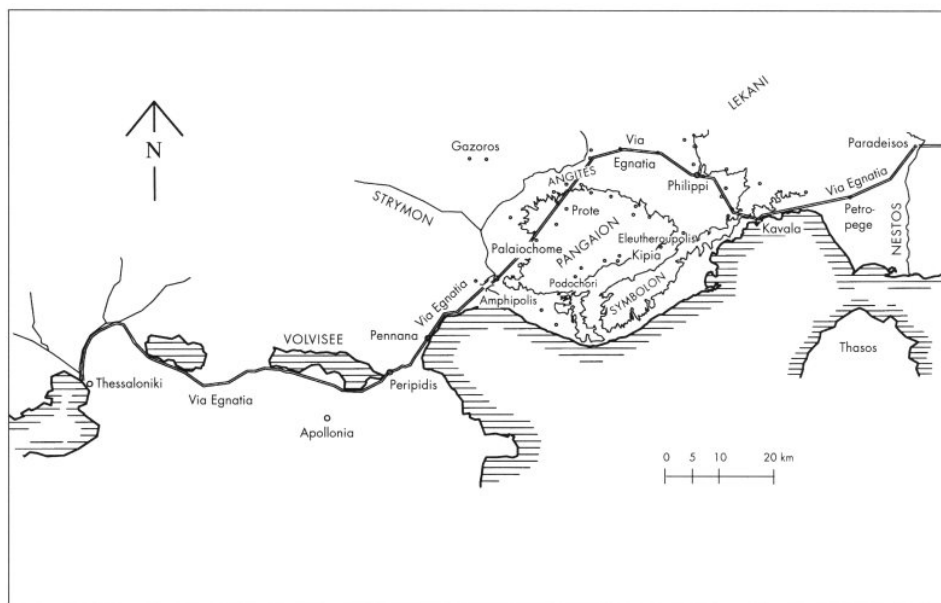 LEKANI
N
Gazoros
Via
Egnatia
Paradeisos
ANGITES
Philippi
Via Egnatia
STRYMON
Prote
Petro-
pege
NESTOS
PANGAION
Eleutheroupolis
Kavala
Palaiochome
Kipia
Podochori
SYMBOLON
Via Egnatia
Amphipolis
Pennana
VOLVISEE
Thasos
Thessaloniki
Peripidis
Via Egnatia
Apollonia
0 5 10 20 km